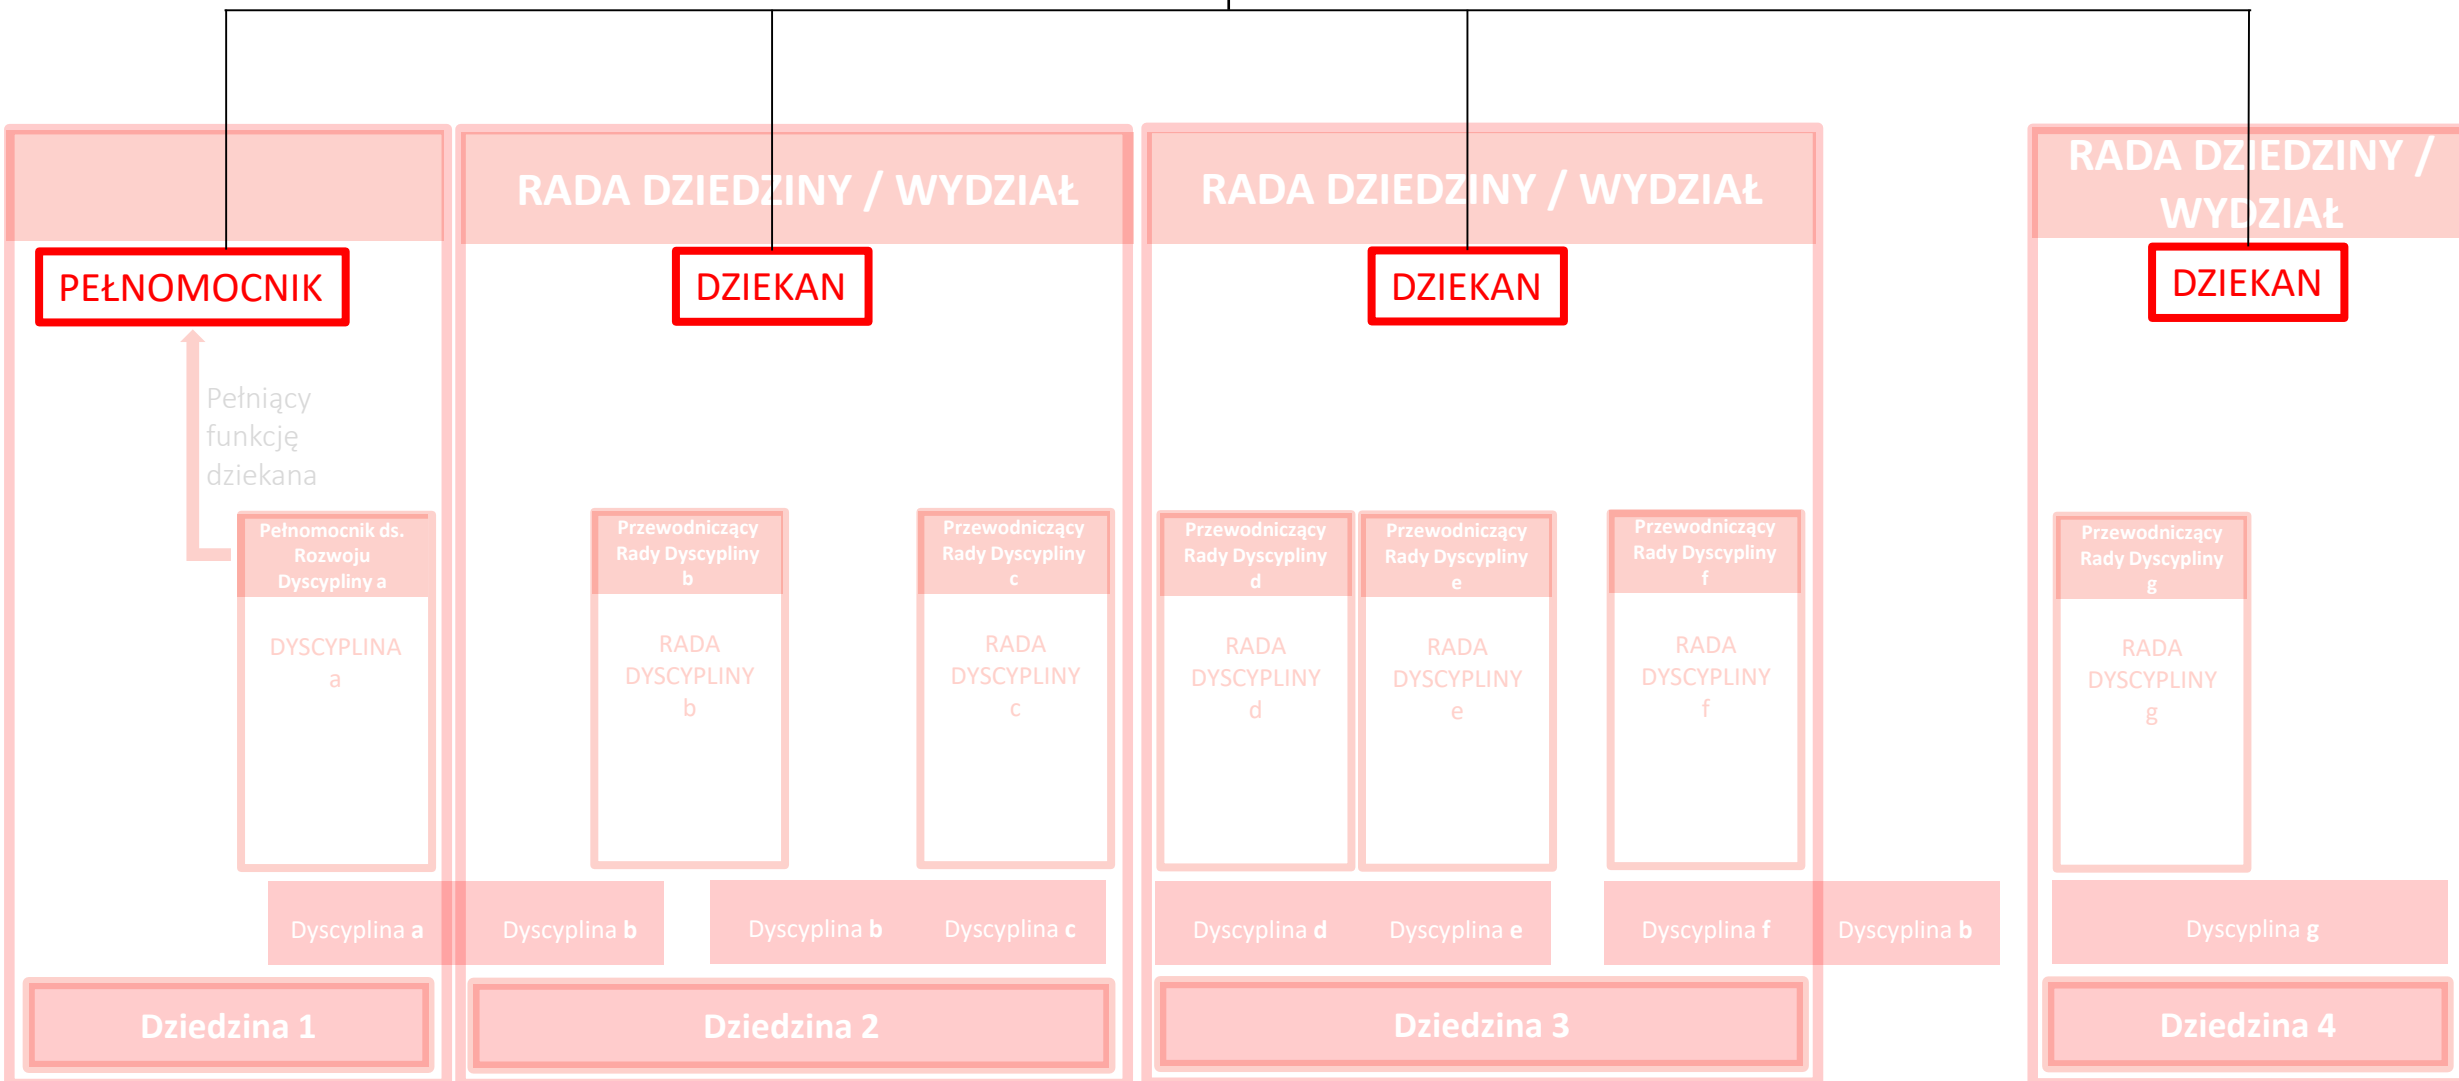 RADA DZIEDZINY / WYDZIAŁ
RADA DZIEDZINY / WYDZIAŁ
RADA DZIEDZINY /
WYDZIAŁ
PEŁNOMOCNIK
DZIEKAN
DZIEKAN
DZIEKAN
Pełniący
funkcję
dziekana
Pełnomocnik ds.
Rozwoju
Dyscypliny a
DYSCYPLINA
a
Przewodniczący
Rady Dyscypliny
b
RADA
DYSCYPLINY
b
Przewodniczący
Rady Dyscypliny
c
RADA
DYSCYPLINY
c
Przewodniczący
Rady Dyscypliny
d
RADA
DYSCYPLINY
d
Przewodniczący
Rady Dyscypliny
e
RADA
DYSCYPLINY
e
Przewodniczący
Rady Dyscypliny
f
RADA
DYSCYPLINY
f
Przewodniczący
Rady Dyscypliny
g
RADA
DYSCYPLINY
g
Dyscyplina a
Dyscyplina b
Dyscyplina b
Dyscyplina c
Dyscyplina d
Dyscyplina e
Dyscyplina f
Dyscyplina b
Dyscyplina g
Dziedzina 1
Dziedzina 2
Dziedzina 3
Dziedzina 4